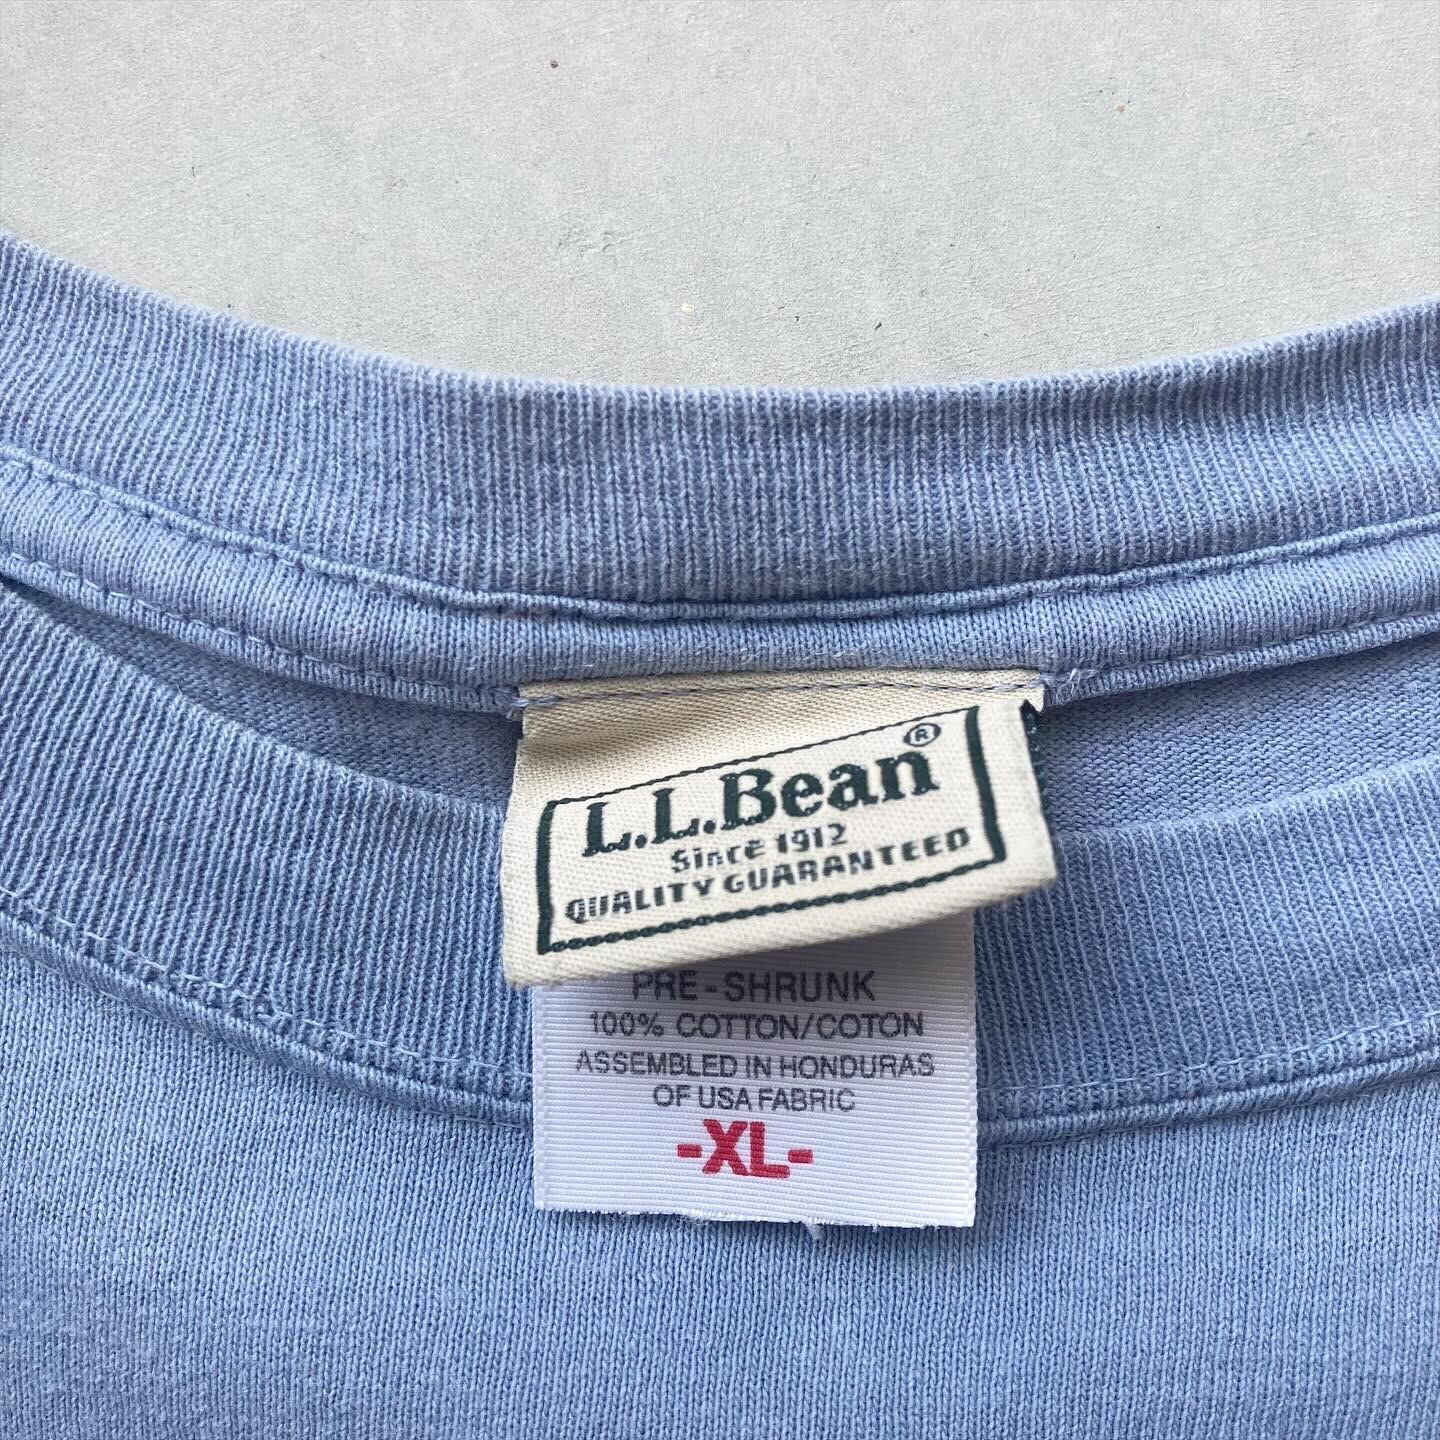 L.L.Bean®
Since 1912
QUALITY GUARANTEED
PRE-SHRUNK
100% COTTON/COTON
ASSEMBLED IN HONDURAS
OF USA FABRIC
-XL-